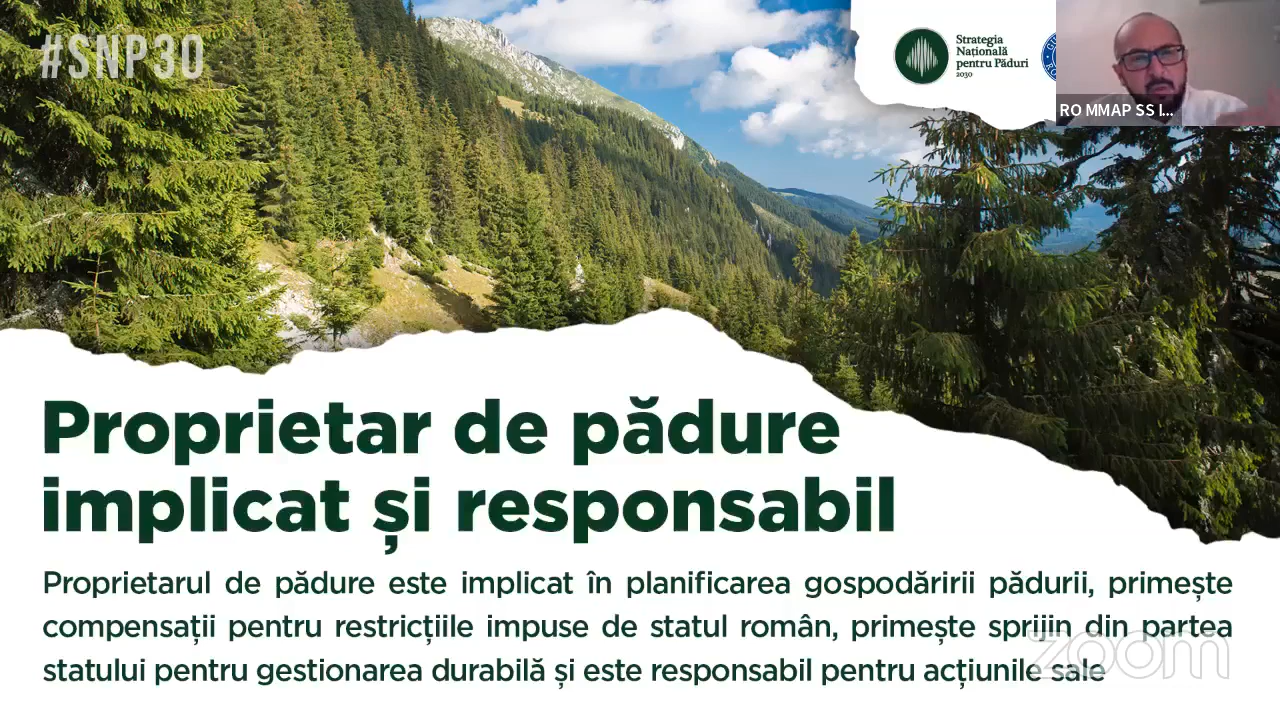 #SNP30
Strategia
Națională
pentru Păduri
2030
RO MMAP SS I...
Proprietar de pădure
implicat și responsabil
Proprietarul de pădure este implicat în planificarea gospodăririi pădurii, primește
compensații pentru restricțiile impuse de statul român, primește sprijin din partea
statului pentru gestionarea durabilă și este responsabil pentru acțiunile sale
zoom